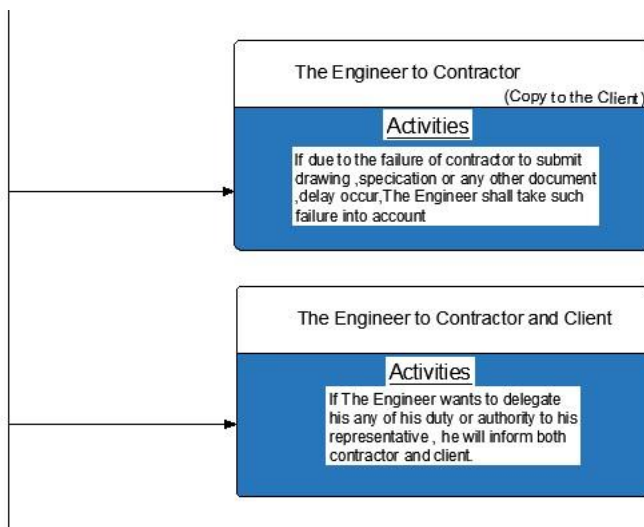 The Engineer to Contractor
(Copy to the Client)
Activities
If due to the failure of contractor to submit
drawing ,specication or any other document
,delay occur,The Engineer shall take such
failure into account
The Engineer to Contractor and Client
Activities
If The Engineer wants to delegate
his any of his duty or authority to his
representative , he will inform both
contractor and client.